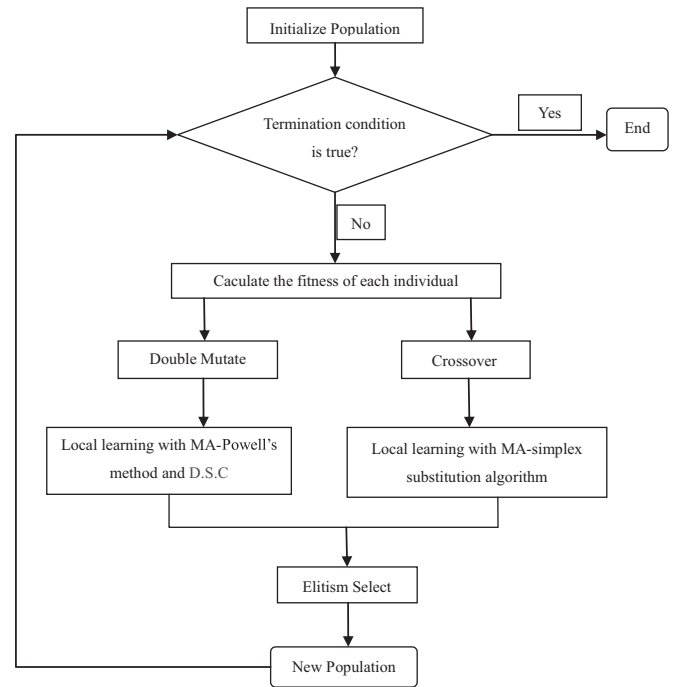 Initialize Population
Termination condition
is true?
Yes
End
No
Caculate the fitness of each individual
Double Mutate
Crossover
Local learning with MA-Powell's
method and D.S.C
Local learning with MA-simplex
substitution algorithm
Elitism Select
New Population